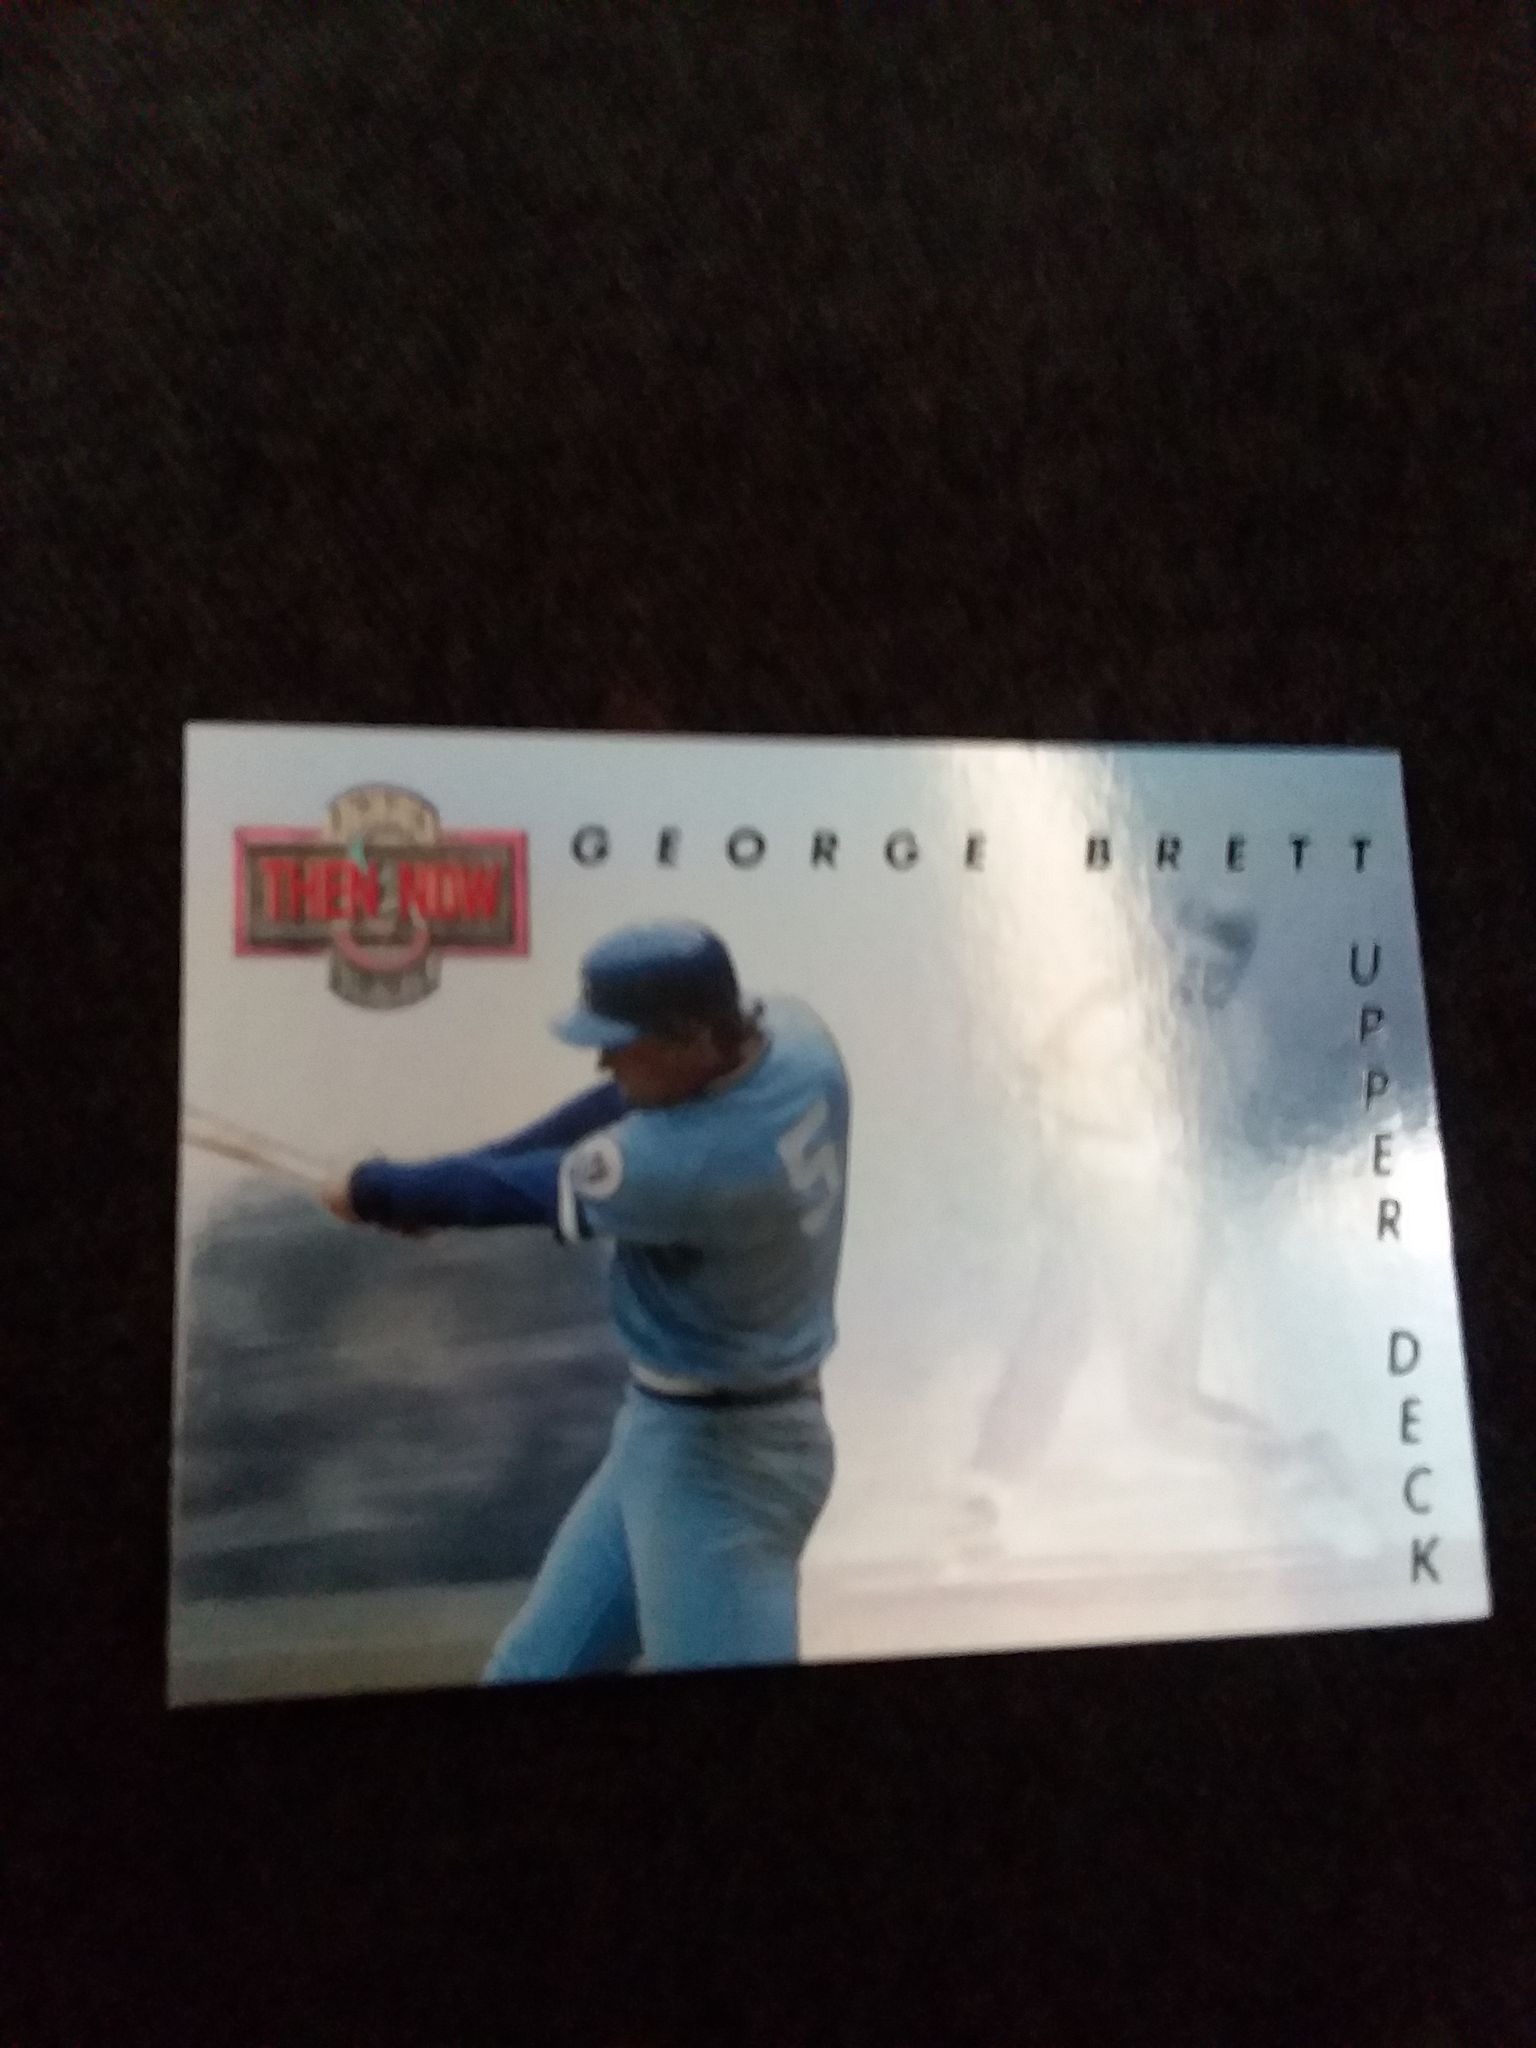 THEN & NOW
GEORGE BRETT
UPPER DECK
5